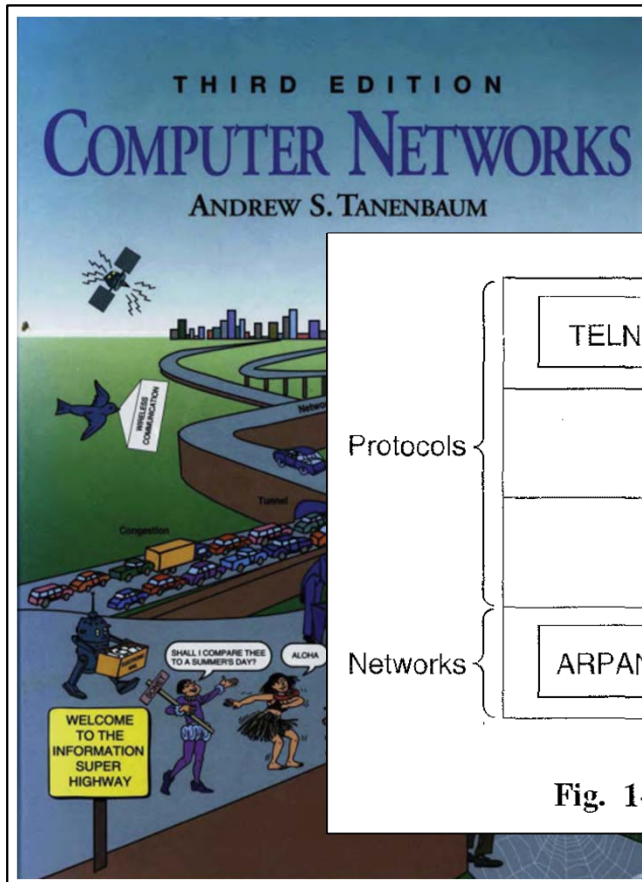 THIRD EDITION
COMPUTER NETWORKS
ANDREW S. TANENBAUM
WIRELESS
COMMUNICATION
Networ
Tunnel
Congestion
SHALL I COMPARE THEE
TO A SUMMER'S DAY?
ALOHA
WELCOME
TO THE
INFORMATION
SUPER
HIGHWAY
TELN
Protocols
Networks
ARPAN
Fig. 1-